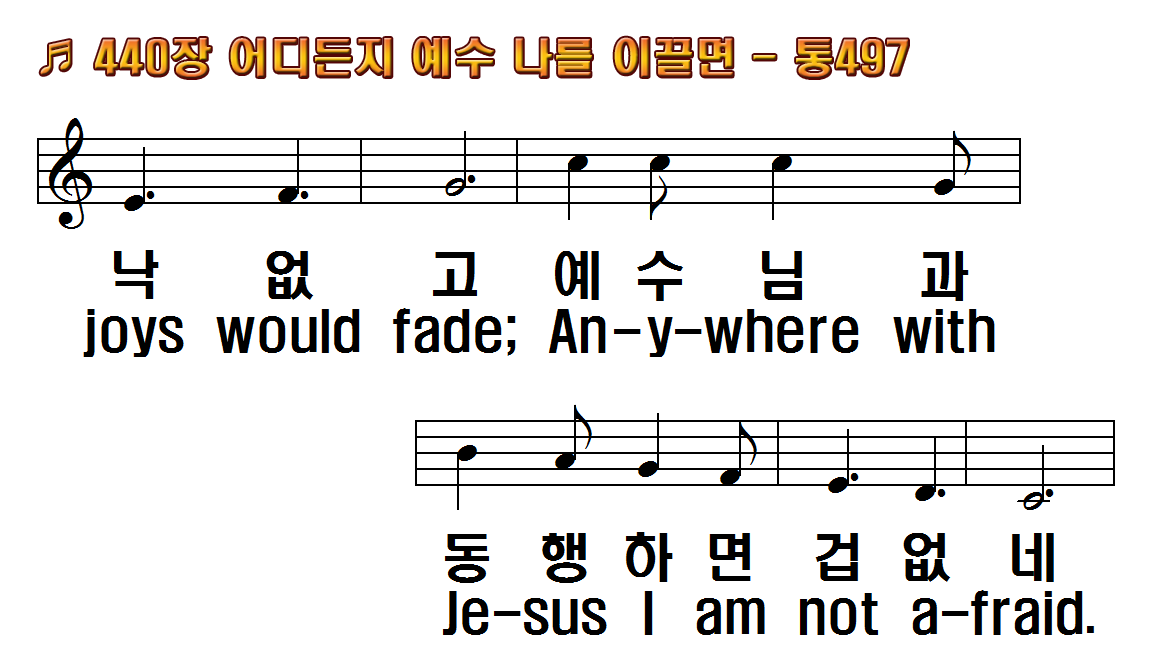 ♬ 440장 어디든지 예수 나를 이끌면 - 통497
낙 없 고 예 수 님 과
joys would fade; An-y-where with
동 행 하 면 겁 없 네
Je-sus I am not a-fraid.